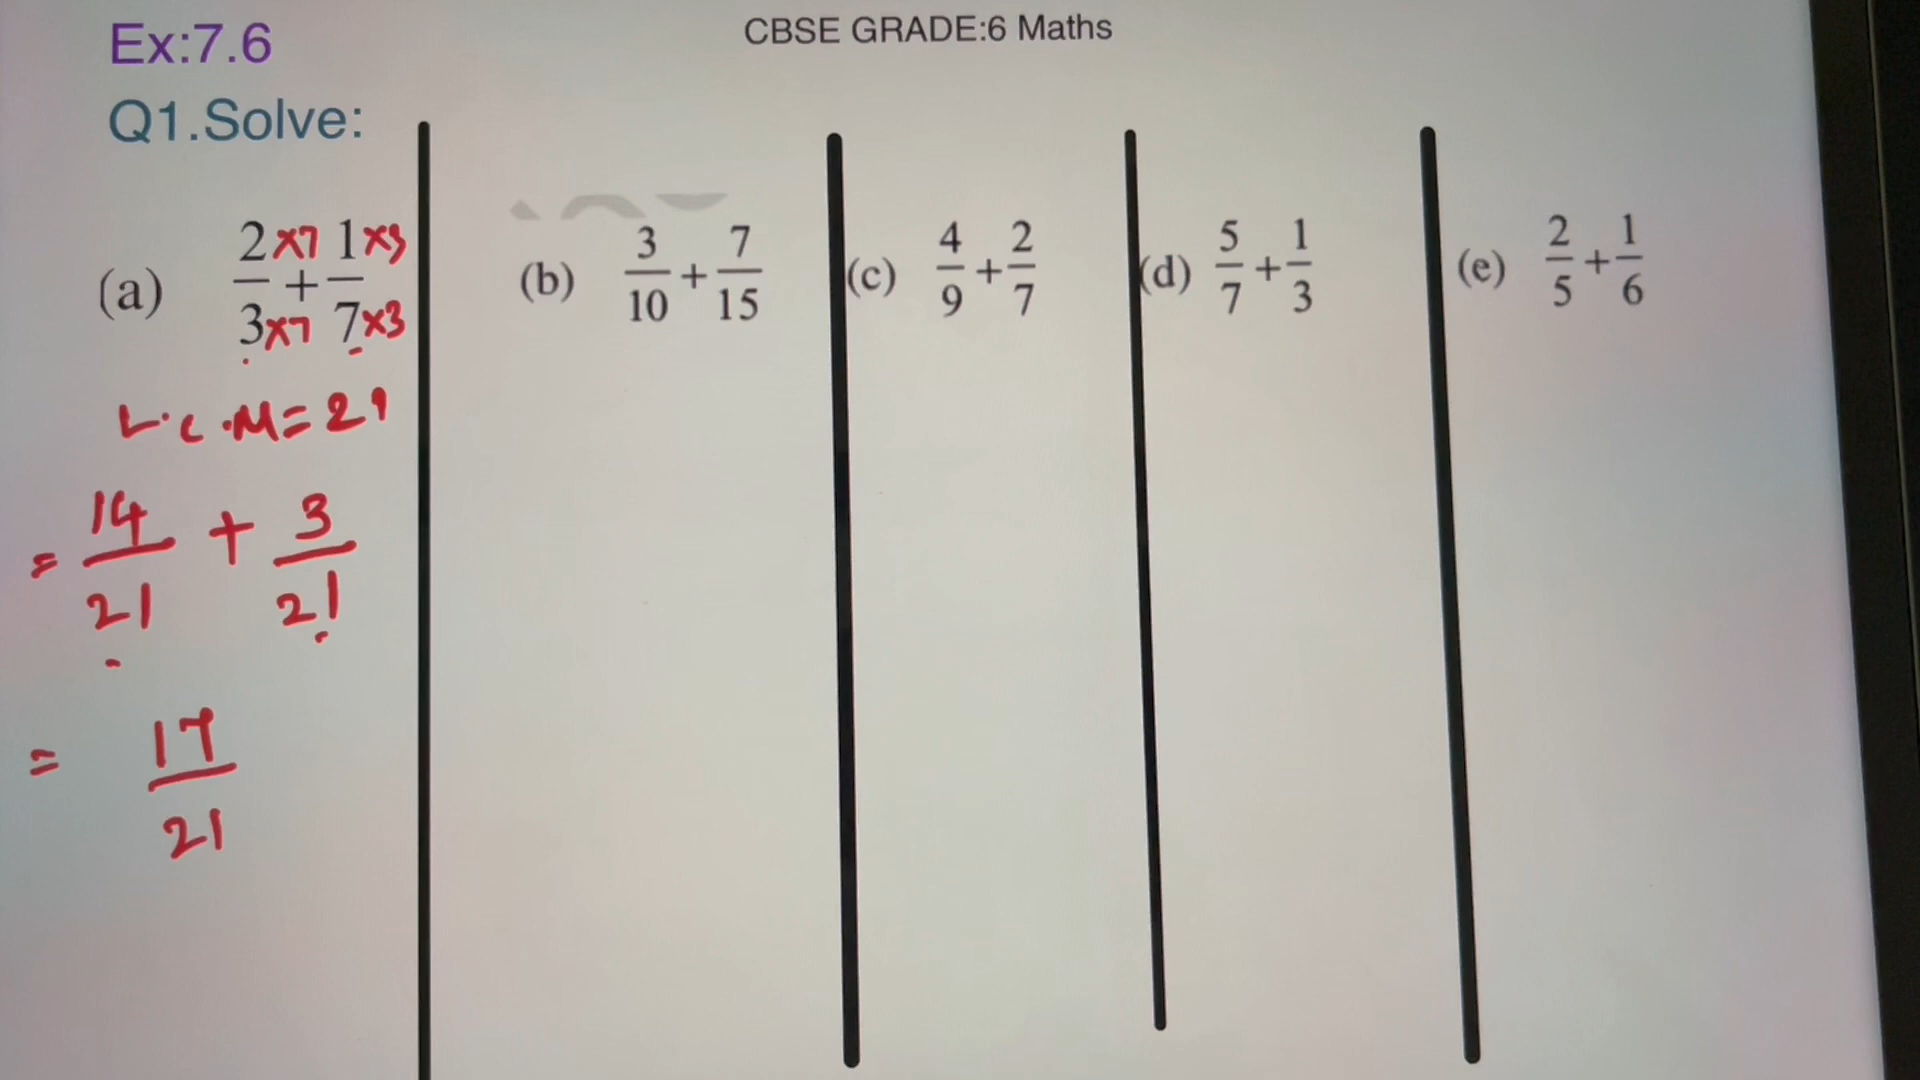 Ex:7.6
CBSE GRADE:6 Maths
Q1.Solve:
(a) 2×7/3×7 + 1×3/7×3
L.C.M=21
= 14/21 + 3/21
= 17/21
(b) 3/10 + 7/15
(c) 4/9 + 2/7
(d) 5/7 + 1/3
(e) 2/5 + 1/6